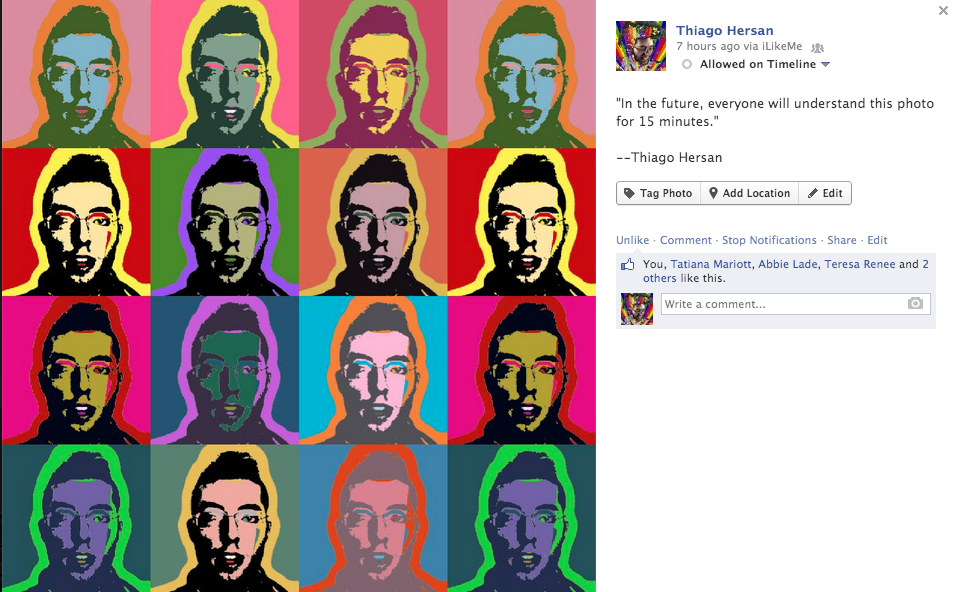 Thiago Hersan
7 hours ago via iLikeMe
Allowed on Timeline
"In the future, everyone will understand this photo
for 15 minutes."
--Thiago Hersan
Tag Photo Add Location Edit
Unlike · Comment · Stop Notifications · Share · Edit
You, Tatiana Mariott, Abbie Lade, Teresa Renee and 2
others like this.
Write a comment...